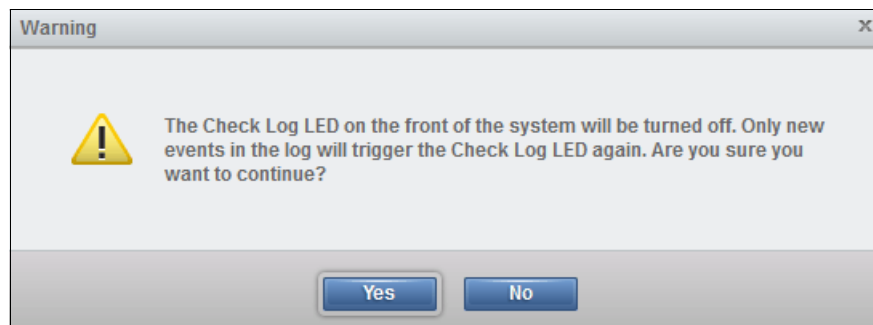 Warning
x
The Check Log LED on the front of the system will be turned off. Only new
events in the log will trigger the Check Log LED again. Are you sure you
want to continue?
Yes
No